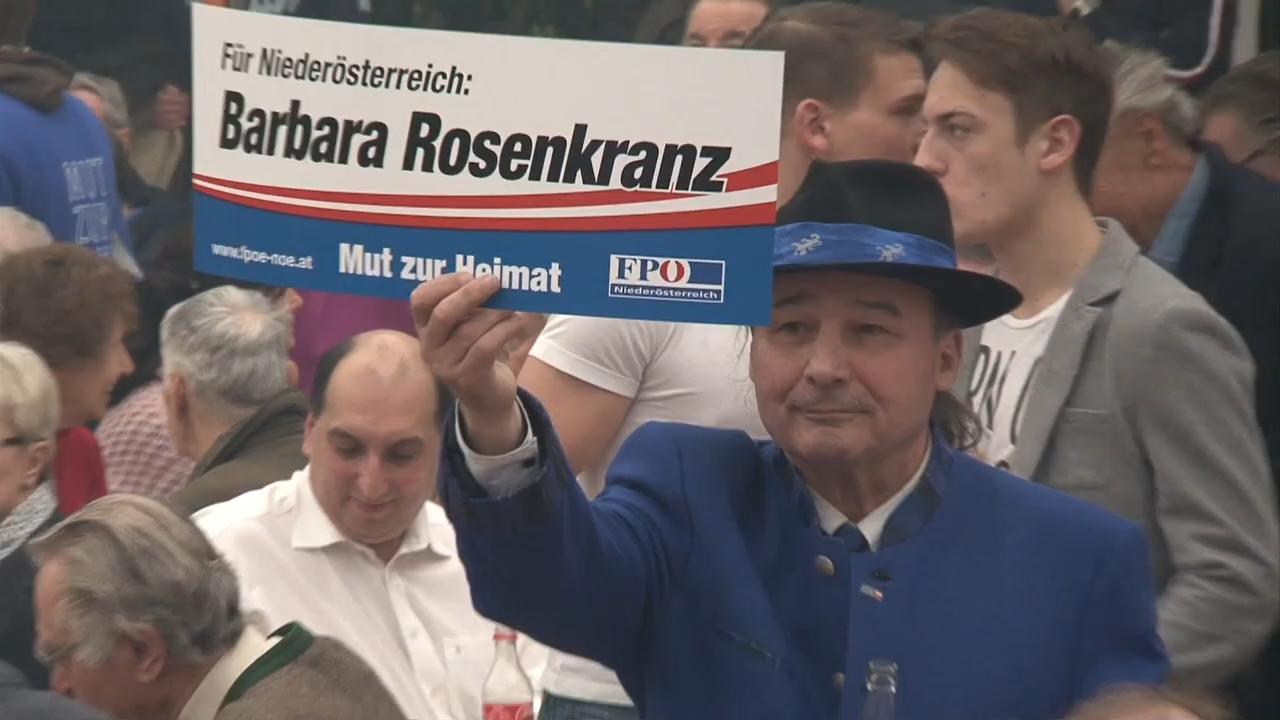 Für Niederösterreich:
Barbara Rosenkranz
www.fpoe-noe.at
Mut zur Heimat
FPÖ
Niederösterreich